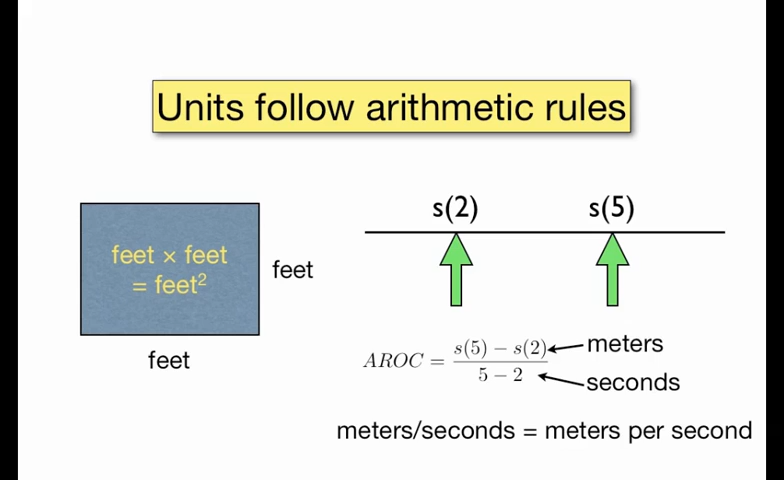 Units follow arithmetic rules
feet × feet
= feet²
feet
feet
s(2) s(5)
AROC = \frac{s(5) − s(2)}{5 − 2}
meters
seconds
meters/seconds = meters per second